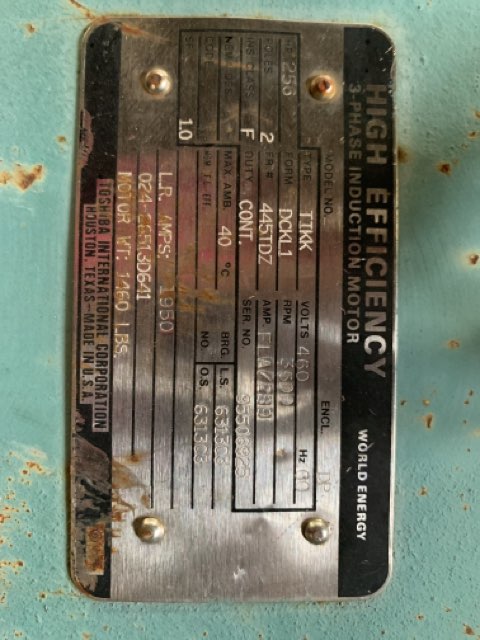 HIGH EFFICIENCY
3-PHASE INDUCTION MOTOR
WORLD ENERGY
MODEL NO. ENCL. DP
HP 250 TYPE TIKK VOLTS 460 Hz
POLES 2 FORM DCKL1 RPM
INS. CLASS F FR.# 445TDZ AMP.
DUTY CONT. SER. NO.
CODE MAX. AMB. 40 °C BRG. L.S. 6313C3
S.F. 1.0 NO. O.S. 6313C3
L.R. AMPS: 1950
MOTOR WT: 1460 LBS.
TOSHIBA INTERNATIONAL CORPORATION
HOUSTON, TEXAS-MADE IN U.S.A.